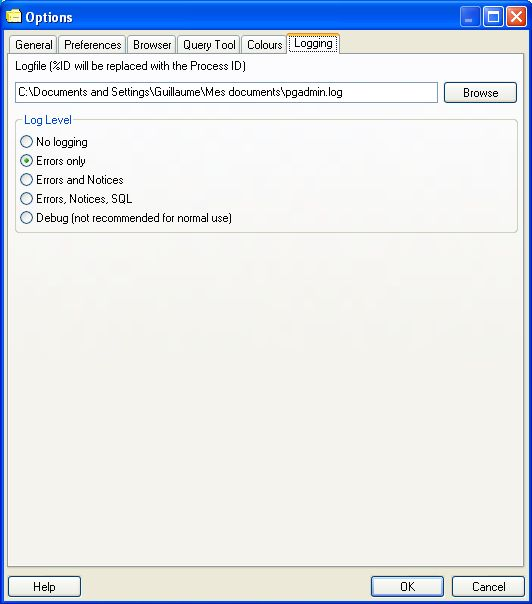 Options
General Preferences Browser Query Tool Colours Logging
Logfile (%ID will be replaced with the Process ID)
C:\Documents and Settings\Guillaume\Mes documents\pgadmin.log Browse
Log Level
No logging
Errors only
Errors and Notices
Errors, Notices, SQL
Debug (not recommended for normal use)
Help OK Cancel